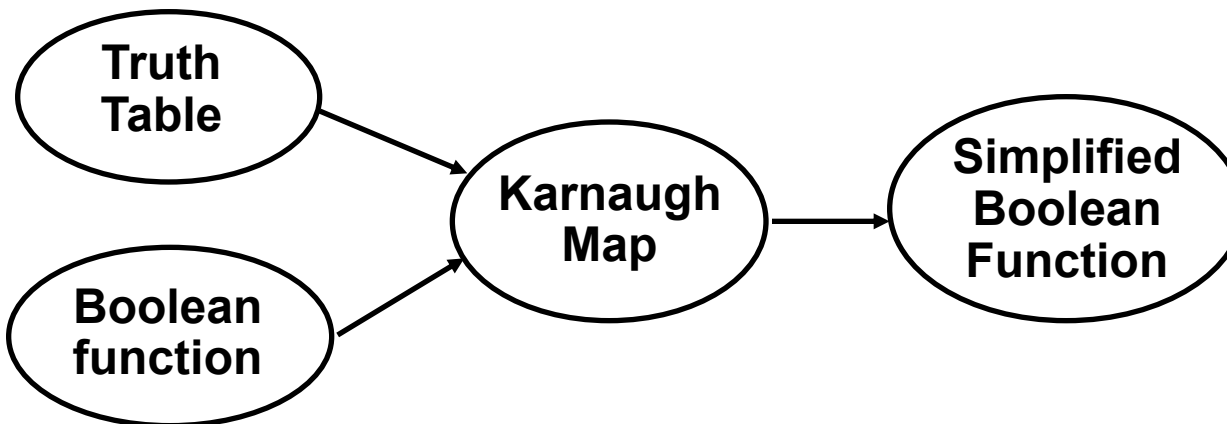 Truth
Table
Boolean
function
Karnaugh
Map
Simplified
Boolean
Function